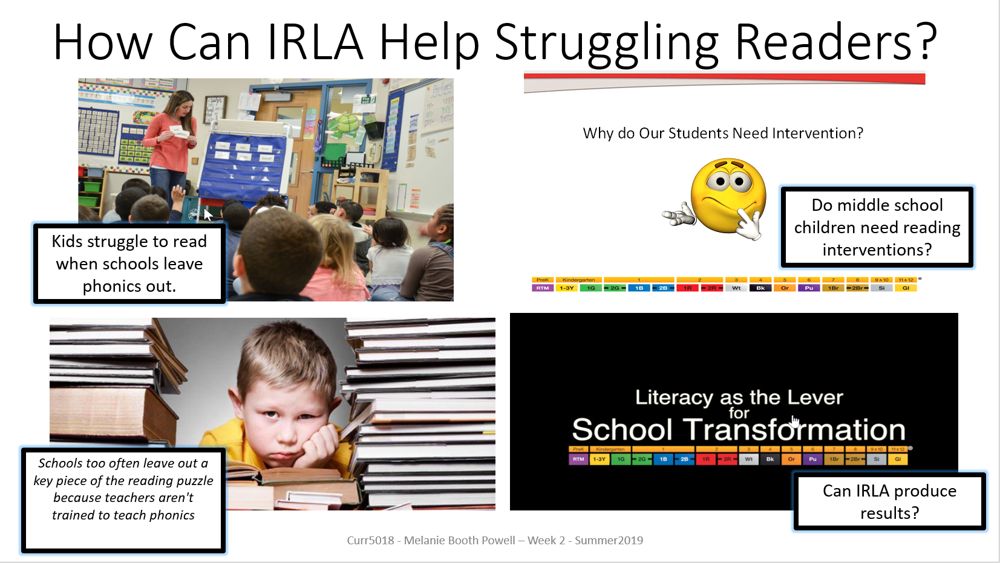 How Can IRLA Help Struggling Readers?
Saturday
Kids struggle to read
when schools leave
phonics out.
Why do Our Students Need Intervention?
Do middle school
children need reading
interventions?
PreK Kindergarten 1 2 3 4 5 6 7 8 9 & 10 11 & 12 ®
RTM 1-3Y 1G 2G 1B 2B 1R 2R Wt Bk Or Pu 1Br 2Br Si Gl
Schools too often leave out a
key piece of the reading puzzle
because teachers aren't
trained to teach phonics
Literacy as the Lever
for
School Transformation
PreK Kindergarten 1 2 3 4 5 6 7 8 9 & 10 11 & 12 ®
RTM 1-3Y 1G 2G 1B 2B 1R 2R Wt Bk Or Pu 1Br 2Br Si Gl
Can IRLA produce
results?
Curr5018 - Melanie Booth Powell – Week 2 - Summer2019